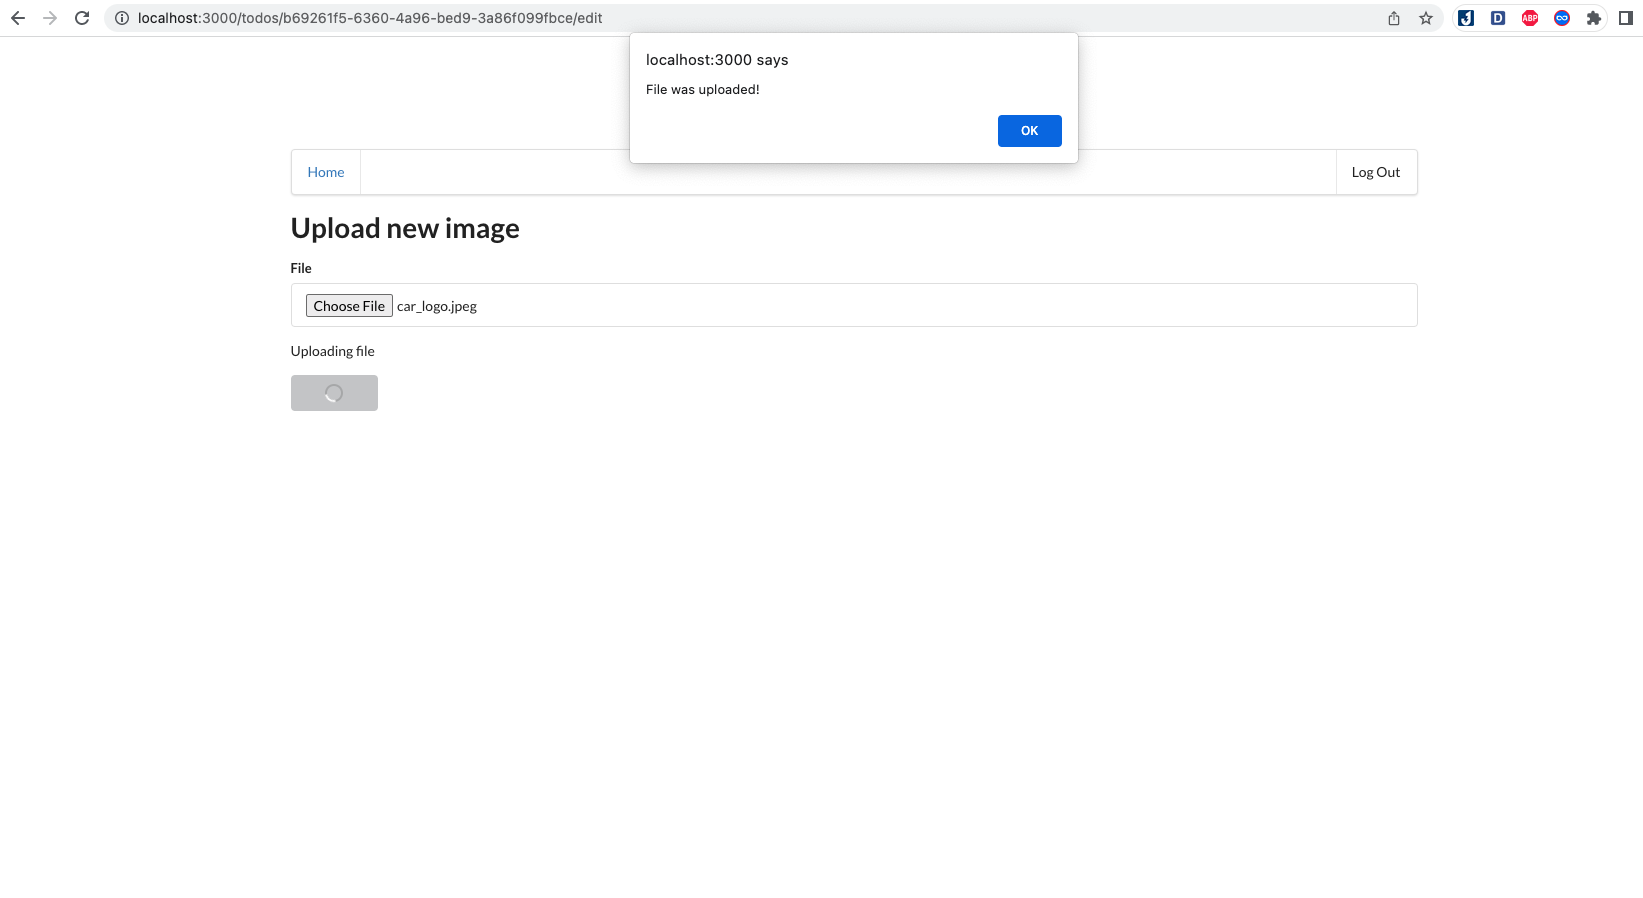 localhost:3000/todos/b69261f5-6360-4a96-bed9-3a86f099fbce/edit
D
ABP
localhost:3000 says
File was uploaded!
OK
Home
Log Out
Upload new image
File
Choose File car_logo.jpeg
Uploading file